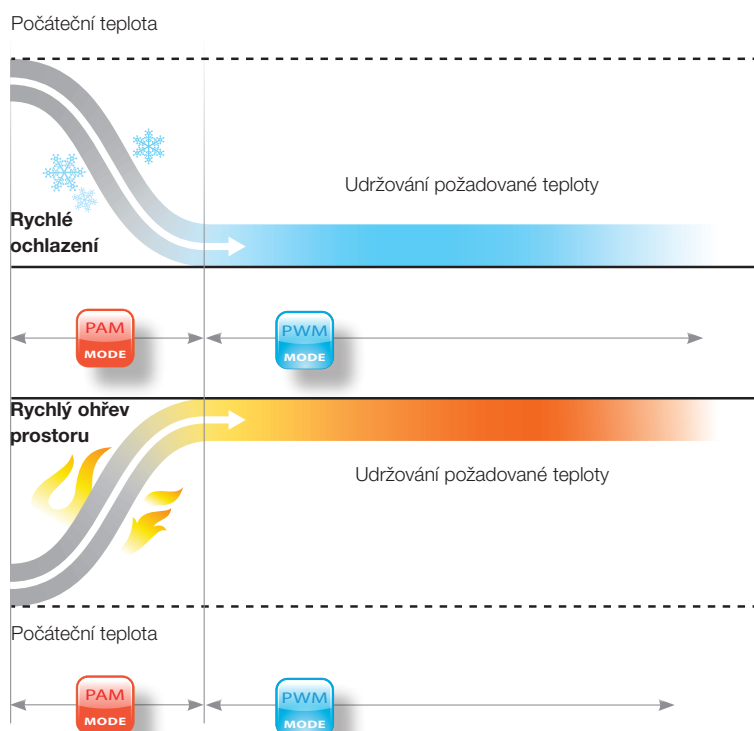 Počáteční teplota
Udržování požadované teploty
Rychlé
ochlazení
PAM
MODE
PWM
MODE
Rychlý ohřev
prostoru
Udržování požadované teploty
Počáteční teplota
PAM
MODE
PWM
MODE